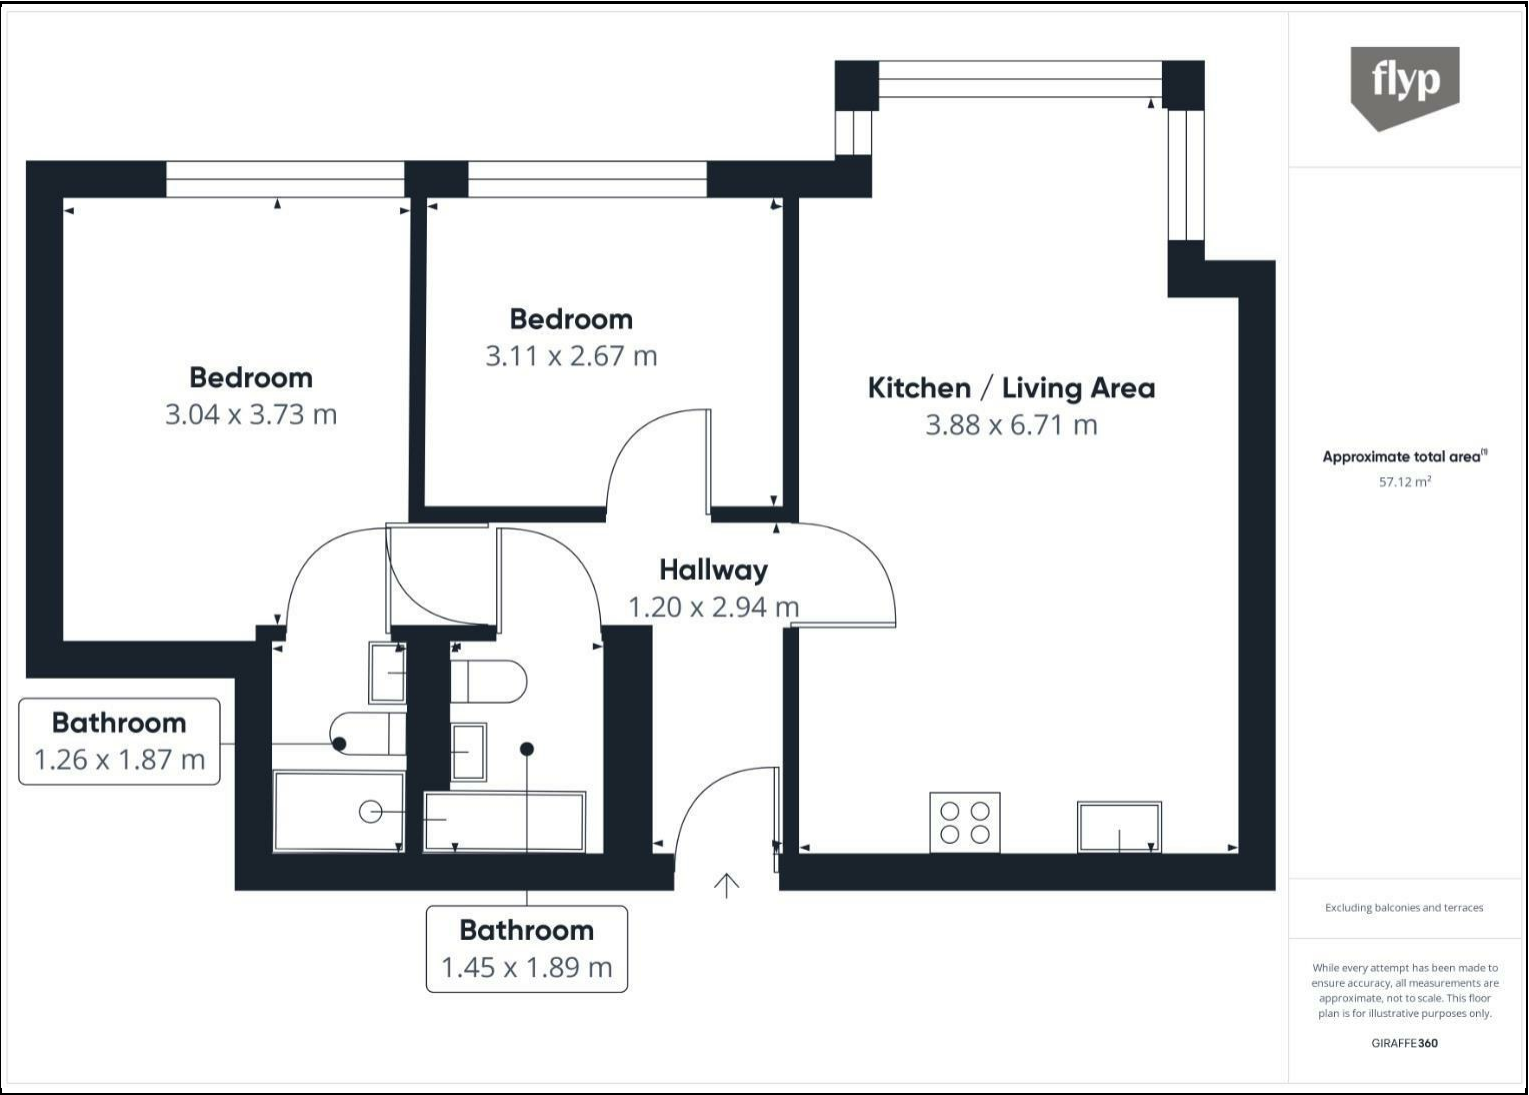 flyp
Bedroom
3.11 x 2.67 m
Bedroom
3.04 x 3.73 m
Kitchen / Living Area
3.88 x 6.71 m
Hallway
1.20 x 2.94 m
Bathroom
1.26 x 1.87 m
Bathroom
1.45 x 1.89 m
Approximate total area⁽¹⁾
57.12 m²
Excluding balconies and terraces
While every attempt has been made to
ensure accuracy, all measurements are
approximate, not to scale. This floor
plan is for illustrative purposes only.
GIRAFFE360